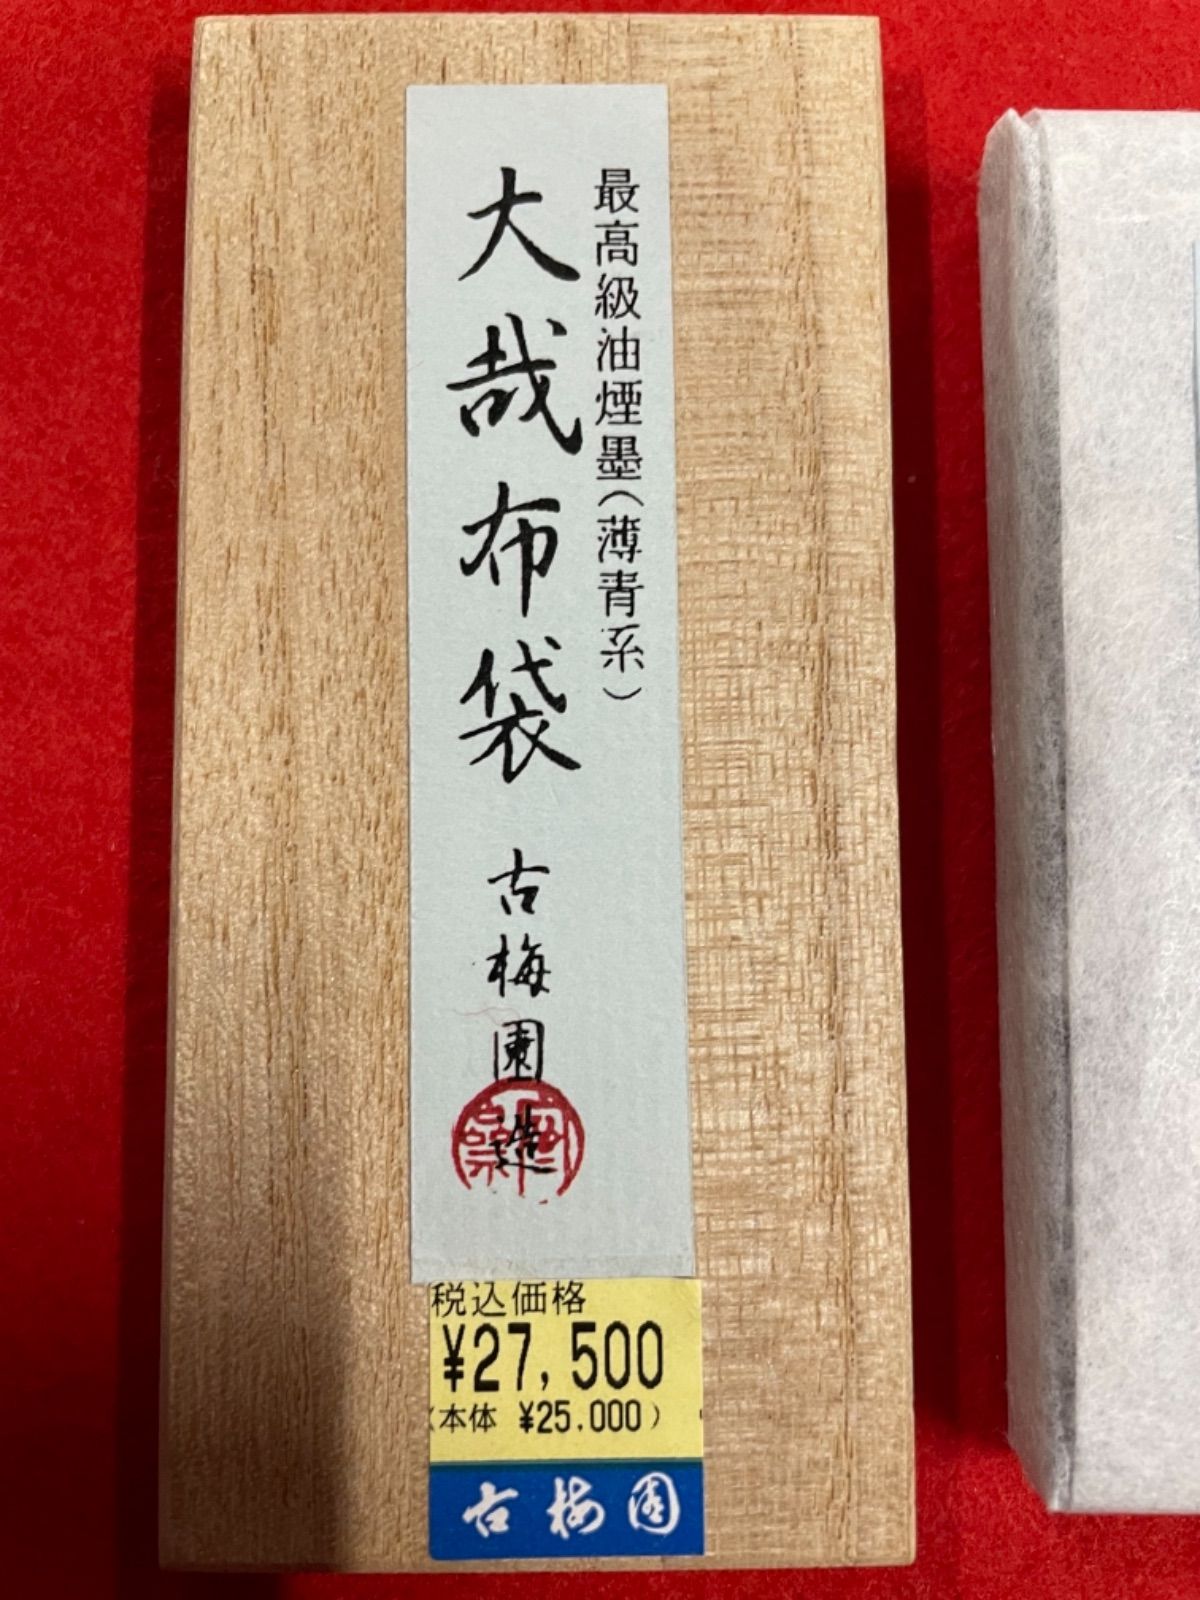 最高級油煙墨(薄青系)
大哉布袋 古梅園造
税込価格
¥27,500
(本体 ¥25.000)
古梅園